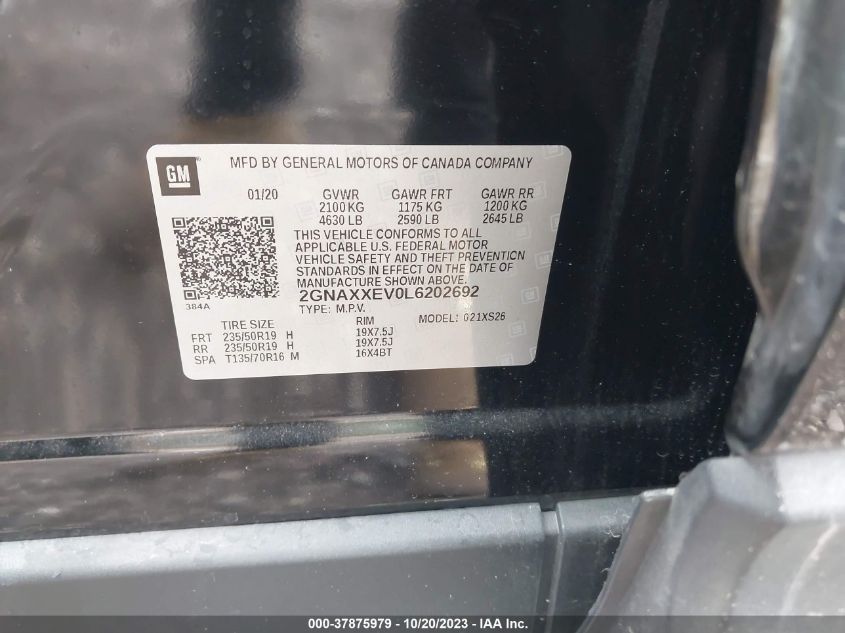 GM
MFD BY GENERAL MOTORS OF CANADA COMPANY
01/20 GVWR GAWR FRT GAWR RR
2100 KG 1175 KG 1200 KG
4630 LB 2590 LB 2645 LB
THIS VEHICLE CONFORMS TO ALL
APPLICABLE U.S. FEDERAL MOTOR
VEHICLE SAFETY AND THEFT PREVENTION
STANDARDS IN EFFECT ON THE DATE OF
MANUFACTURE SHOWN ABOVE.
384A 2GNAXXEV0L6202692
TYPE: M.P.V. MODEL: 021XS26
TIRE SIZE RIM
FRT 235/50R19 H 19X7.5J
RR 235/50R19 H 19X7.5J
SPA T135/70R16 M 16X4BT
000-37875979 - 10/20/2023 - IAA Inc.